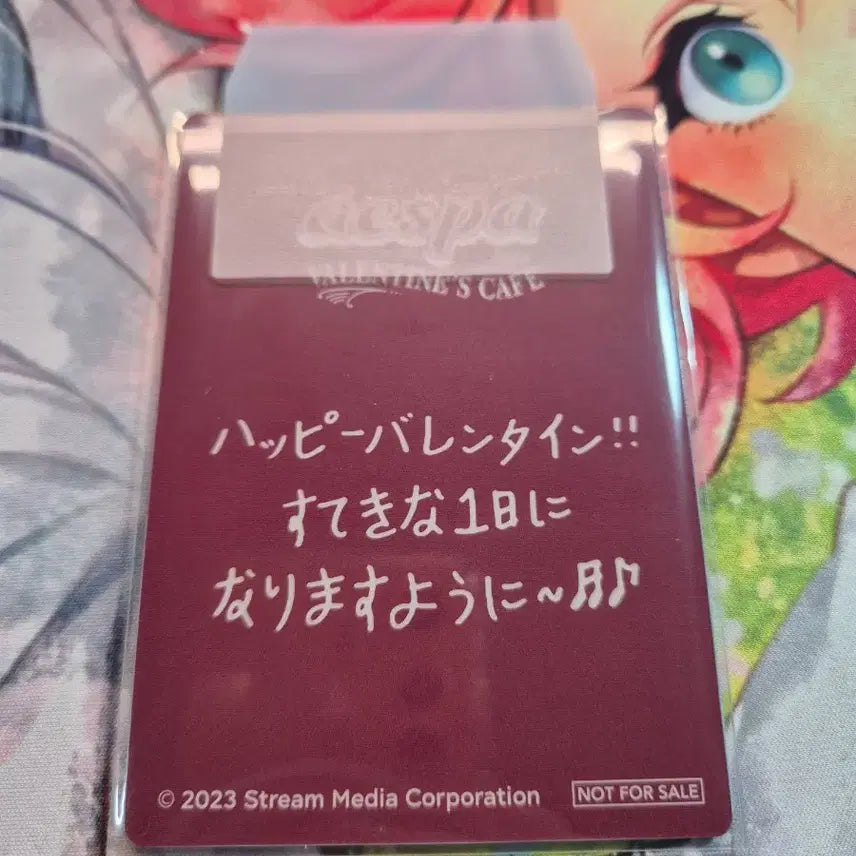 aespa
VALENTINE'S CAFE
ハッピーバレンタイン!!
すてきな1日に
なりますように~♫♪
© 2023 Stream Media Corporation
NOT FOR SALE